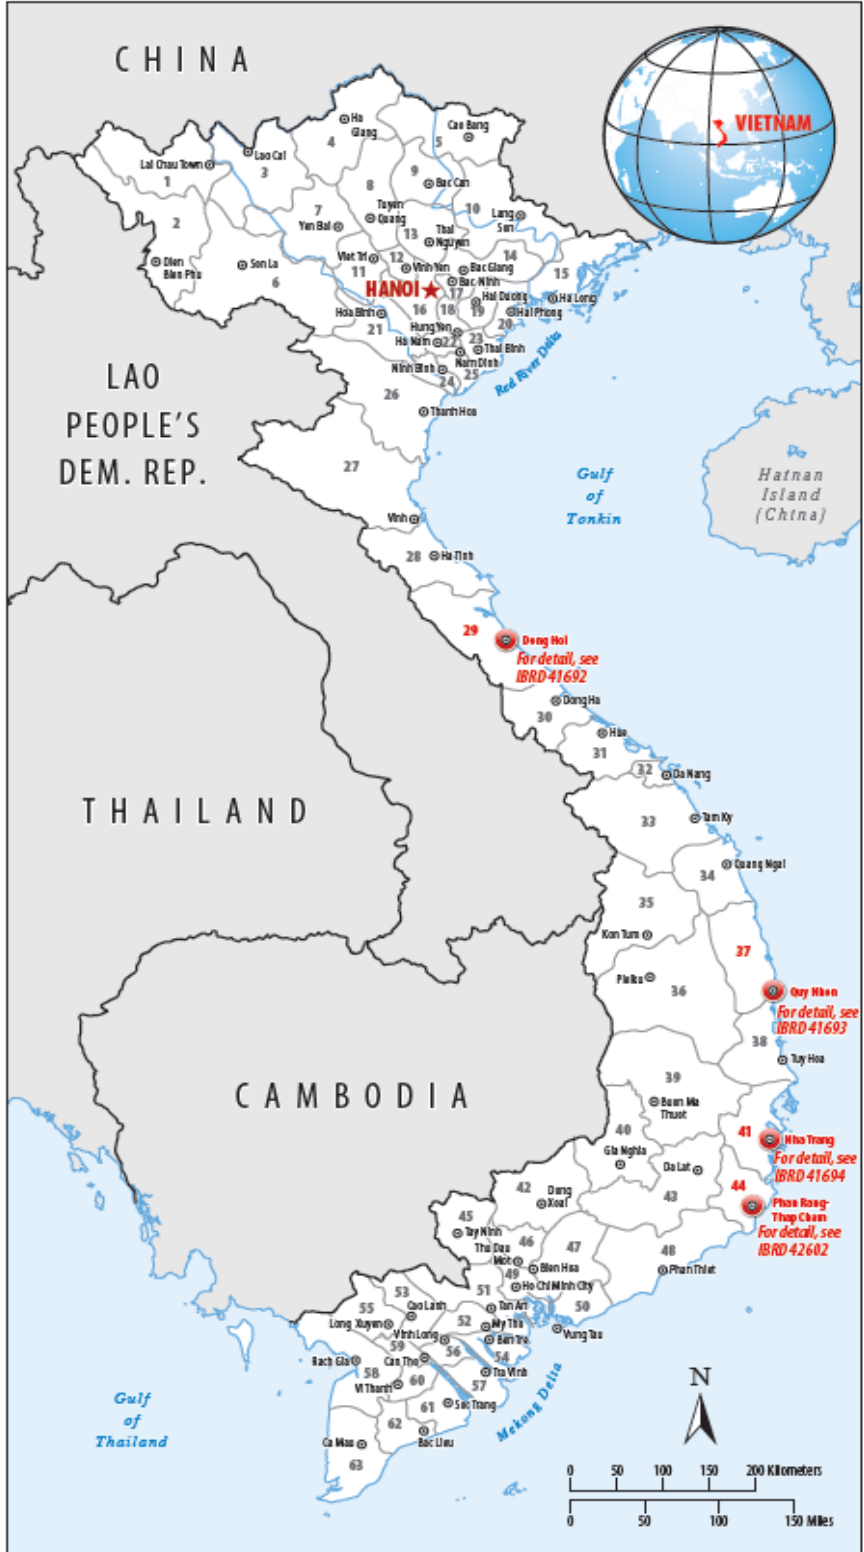 CHINA
VIETNAM
Ha
Giang
4
Cao Bang
5
Lai Chau Town
Lao Cai
1
3
9
Bac Can
8
2
7
Tuyen
Quang
10
Lang
Son
Yen Bai
13
Thai
Nguyen
Dien
Bien Phu
Son La
6
Viet Tri
12
Vinh Yen
11
14
Bac Giang
15
Bac Ninh
HANOI
17
Hai Duong
Ha Long
16
18
19
Hai Phong
Hoa Binh
21
20
Hung Yen
Ha Nam
22
23
Thai Binh
Nam Dinh
Ninh Binh
24
25
Red River Delta
26
Thanh Hoa
LAO
PEOPLE'S
DEM. REP.
27
Gulf
of
Tonkin
Hainan
Island
(China)
Vinh
28
Ha Tinh
29
Dong Hoi
For detail, see
IBRD 41692
30
Dong Ha
Hue
31
32
Da Nang
THAILAND
33
Tam Ky
34
Quang Ngai
35
Kon Tum
37
Pleiku
36
Quy Nhon
For detail, see
IBRD 41693
38
Tuy Hoa
39
CAMBODIA
Buon Ma
Thuot
40
41
Nha Trang
For detail, see
IBRD 41694
Gia Nghia
Da Lat
42
Dong
Xoai
43
44
Phan Rang-
Thap Cham
For detail, see
IBRD 42602
45
Tay Ninh
46
47
48
Thu Dau
Mot
Bien Hoa
Phan Thiet
49
Ho Chi Minh City
50
Vung Tau
51
53
55
Cao Lanh
Tan An
Long Xuyen
52
My Tho
Vinh Long
Ben Tre
59
56
54
Rach Gia
Can Tho
58
Tra Vinh
Vi Thanh
60
57
61
Soc Trang
62
Ca Mau
Bac Lieu
63
Mekong Delta
Gulf
of
Thailand
N
0 50 100 150 200 Kilometers
0 50 100 150 Miles